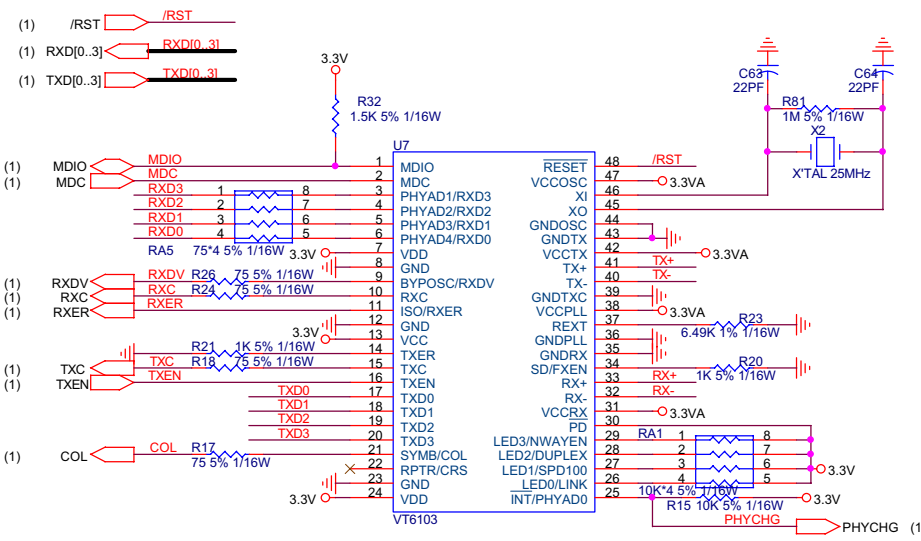 (1) /RST /RST
(1) RXD[0..3] RXD[0..3]
(1) TXD[0..3] TXD[0..3]
3.3V
R32
1.5K 5% 1/16W
C63
22PF
C64
22PF
R81
1M 5% 1/16W
X2
X'TAL 25MHz
U7
(1) MDIO MDIO 1 MDIO
(1) MDC MDC 2 MDC
RXD3 1 8 3 PHYAD1/RXD3
RXD2 2 7 4 PHYAD2/RXD2
RXD1 3 6 5 PHYAD3/RXD1
RXD0 4 5 6 PHYAD4/RXD0
RA5 75*4 5% 1/16W
3.3V 7 VDD
8 GND
(1) RXDV RXDV R26 75 5% 1/16W 9 BYPOSC/RXDV
(1) RXC RXC R24 75 5% 1/16W 10 RXC
(1) RXER RXER 11 ISO/RXER
12 GND
3.3V 13 VCC
R21 1K 5% 1/16W 14 TXER
(1) TXC TXC R18 75 5% 1/16W 15 TXC
(1) TXEN TXEN 16 TXEN
TXD0 17 TXD0
TXD1 18 TXD1
TXD2 19 TXD2
TXD3 20 TXD3
(1) COL COL R17 75 5% 1/16W 21 SYMB/COL
22 RPTR/CRS
23 GND
3.3V 24 VDD
VT6103
RESET 48 /RST
VCCOSC 47 3.3VA
XI 46
XO 45
GNDOSC 44
GNDTX 43
VCCTX 42 3.3VA
TX+ 41 TX+
TX- 40 TX-
GNDTXC 39
VCCPLL 38 3.3VA
REXT 37 R23
6.49K 1% 1/16W
GNDPLL 36
GNDRX 35
SD/FXEN 34 R20
1K 5% 1/16W
RX+ 33 RX+
RX- 32 RX-
VCCRX 31 3.3VA
PD 30
LED3/NWAYEN 29 RA1 1 8
LED2/DUPLEX 28 2 7
LED1/SPD100 27 3 6 3.3V
LED0/LINK 26 4 5
10K*4 5% 1/16W
INT/PHYAD0 25 3.3V
R15 10K 5% 1/16W
PHYCHG PHYCHG (1